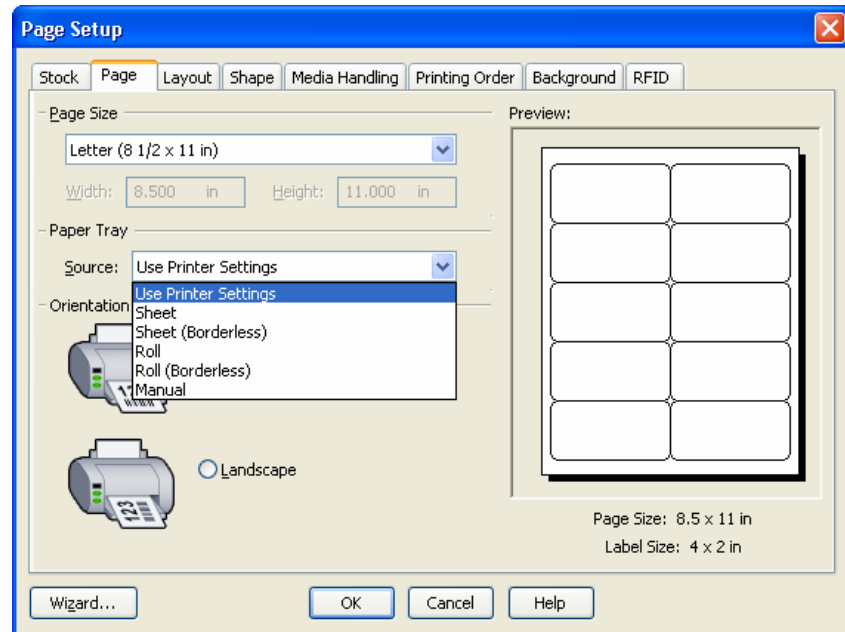 Page Setup
Stock Page Layout Shape Media Handling Printing Order Background RFID
Page Size
Letter (8 1/2 x 11 in)
Width: 8.500 in Height: 11.000 in
Paper Tray
Source: Use Printer Settings
Use Printer Settings
Sheet
Sheet (Borderless)
Roll
Roll (Borderless)
Manual
Orientation
123
Landscape
Preview:
Page Size: 8.5 x 11 in
Label Size: 4 x 2 in
Wizard... OK Cancel Help